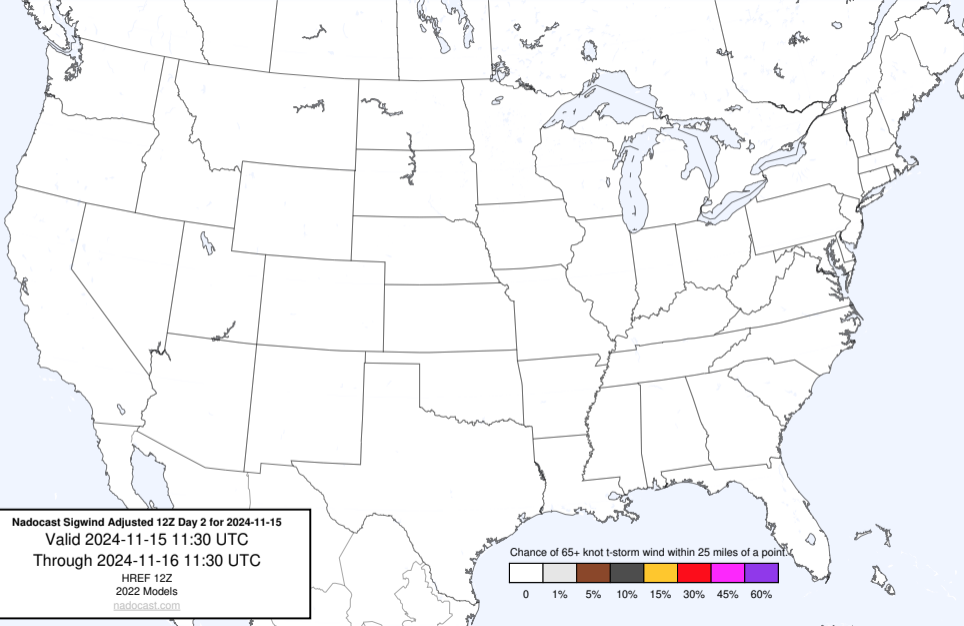 Nadocast Sigwind Adjusted 12Z Day 2 for 2024-11-15
Valid 2024-11-15 11:30 UTC
Through 2024-11-16 11:30 UTC
HREF 12Z
2022 Models
nadocast.com
Chance of 65+ knot t-storm wind within 25 miles of a point.
0 1% 5% 10% 15% 30% 45% 60%